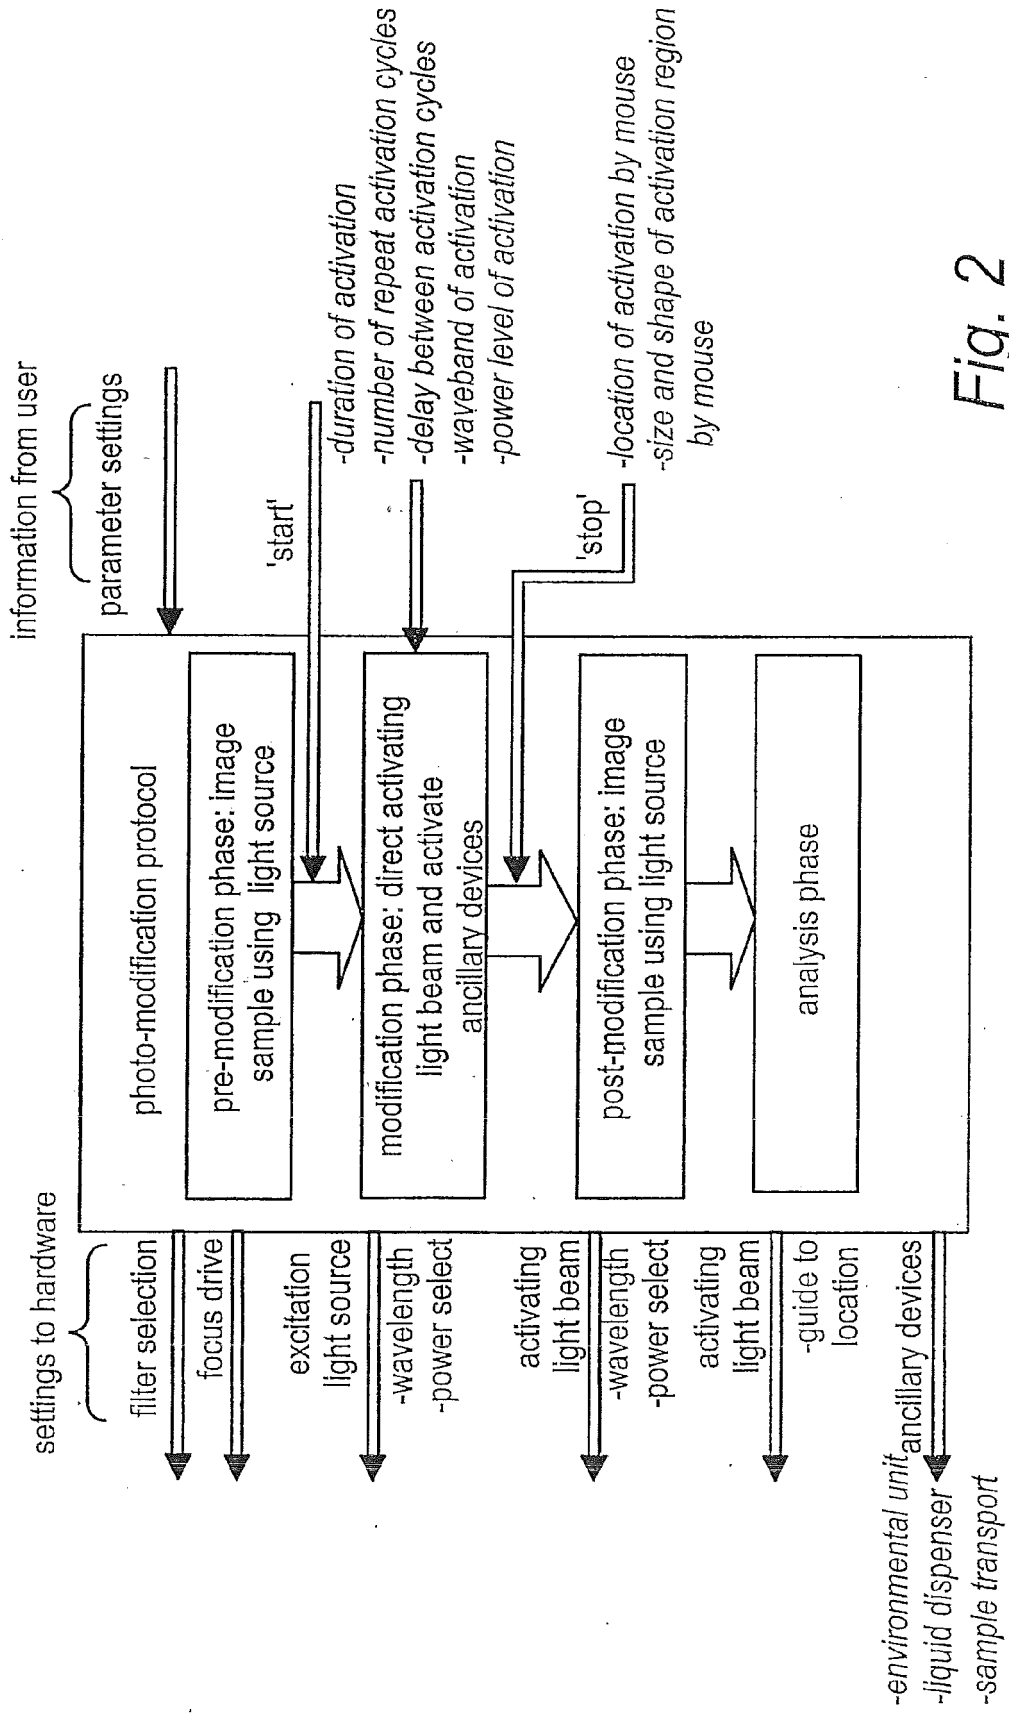 settings to hardware
filter selection
focus drive
excitation
light source
-wavelength
-power select
activating
light beam
-wavelength
-power select
activating
light beam
-guide to
location
ancillary devices
-environmental unit
-liquid dispenser
-sample transport
photo-modification protocol
pre-modification phase: image
sample using light source
modification phase: direct activating
light beam and activate
ancillary devices
post-modification phase: image
sample using light source
analysis phase
information from user
parameter settings
'start'
-duration of activation
-number of repeat activation cycles
-delay between activation cycles
-waveband of activation
-power level of activation
'stop'
-location of activation by mouse
-size and shape of activation region
by mouse
Fig. 2